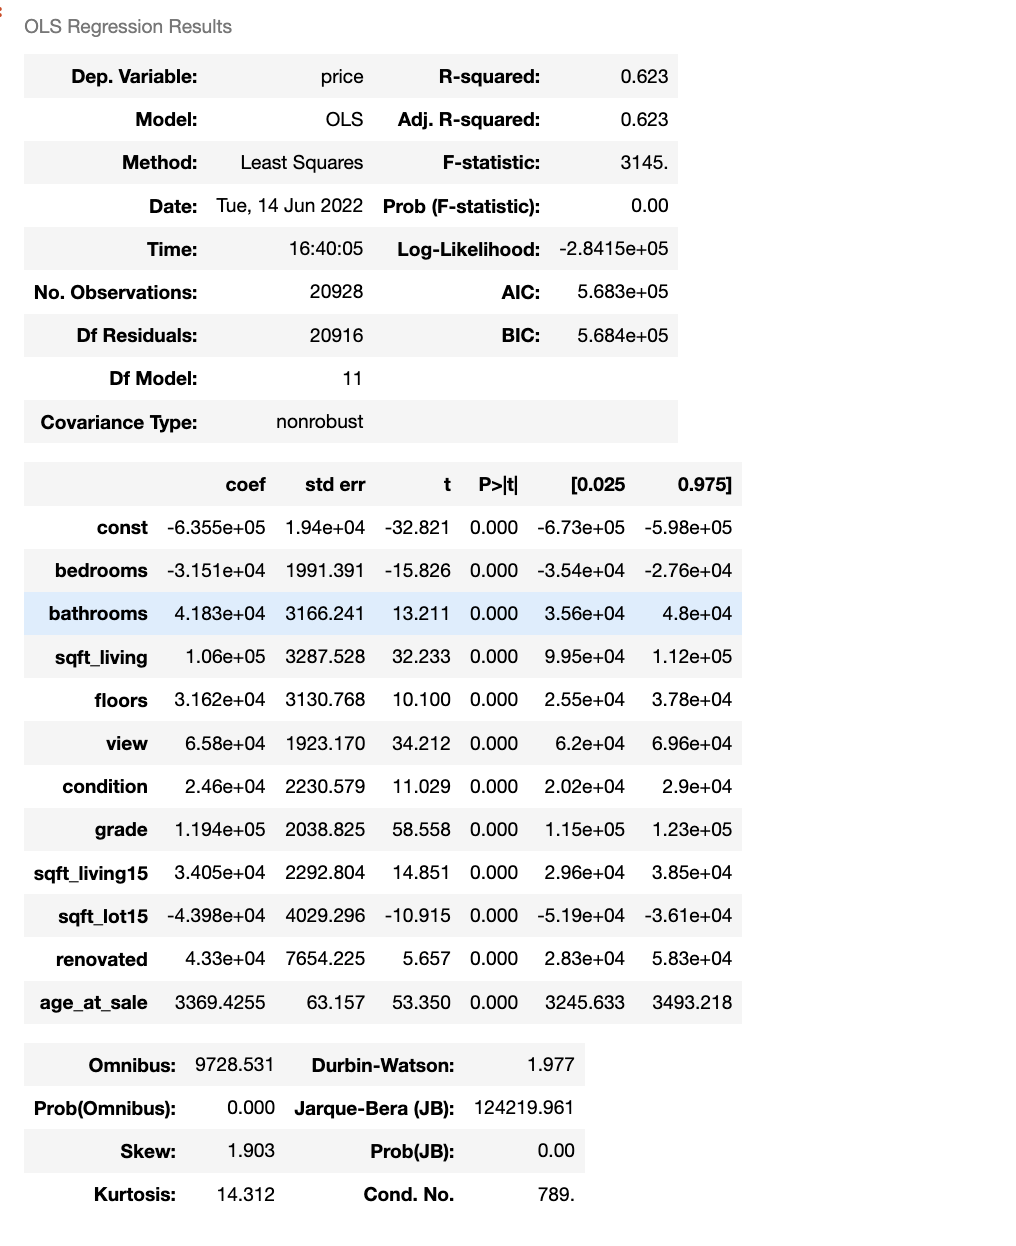 OLS Regression Results
Dep. Variable: price R-squared: 0.623
Model: OLS Adj. R-squared: 0.623
Method: Least Squares F-statistic: 3145.
Date: Tue, 14 Jun 2022 Prob (F-statistic): 0.00
Time: 16:40:05 Log-Likelihood: -2.8415e+05
No. Observations: 20928 AIC: 5.683e+05
Df Residuals: 20916 BIC: 5.684e+05
Df Model: 11
Covariance Type: nonrobust
coef std err t P>|t| [0.025 0.975]
const -6.355e+05 1.94e+04 -32.821 0.000 -6.73e+05 -5.98e+05
bedrooms -3.151e+04 1991.391 -15.826 0.000 -3.54e+04 -2.76e+04
bathrooms 4.183e+04 3166.241 13.211 0.000 3.56e+04 4.8e+04
sqft_living 1.06e+05 3287.528 32.233 0.000 9.95e+04 1.12e+05
floors 3.162e+04 3130.768 10.100 0.000 2.55e+04 3.78e+04
view 6.58e+04 1923.170 34.212 0.000 6.2e+04 6.96e+04
condition 2.46e+04 2230.579 11.029 0.000 2.02e+04 2.9e+04
grade 1.194e+05 2038.825 58.558 0.000 1.15e+05 1.23e+05
sqft_living15 3.405e+04 2292.804 14.851 0.000 2.96e+04 3.85e+04
sqft_lot15 -4.398e+04 4029.296 -10.915 0.000 -5.19e+04 -3.61e+04
renovated 4.33e+04 7654.225 5.657 0.000 2.83e+04 5.83e+04
age_at_sale 3369.4255 63.157 53.350 0.000 3245.633 3493.218
Omnibus: 9728.531 Durbin-Watson: 1.977
Prob(Omnibus): 0.000 Jarque-Bera (JB): 124219.961
Skew: 1.903 Prob(JB): 0.00
Kurtosis: 14.312 Cond. No. 789.